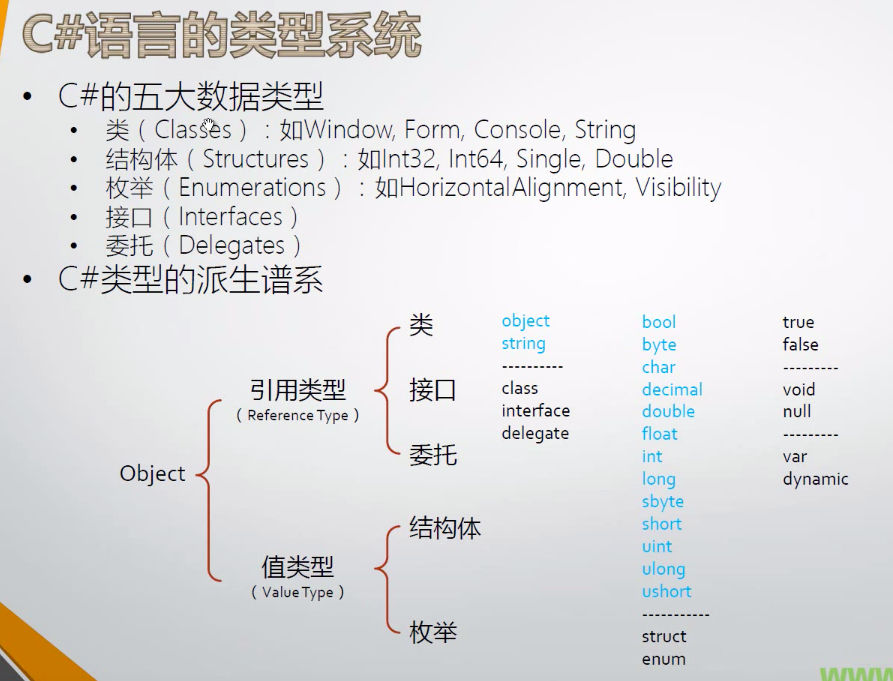 C#语言的类型系统
• C#的五大数据类型
• 类（Classes）：如Window, Form, Console, String
• 结构体（Structures）：如Int32, Int64, Single, Double
• 枚举（Enumerations）：如HorizontalAlignment, Visibility
• 接口（Interfaces）
• 委托（Delegates）
• C#类型的派生谱系
Object
引用类型
（Reference Type）
值类型
（Value Type）
类
接口
委托
结构体
枚举
object
string
----------
class
interface
delegate
bool
byte
char
decimal
double
float
int
long
sbyte
short
uint
ulong
ushort
-----------
struct
enum
true
false
---------
void
null
---------
var
dynamic